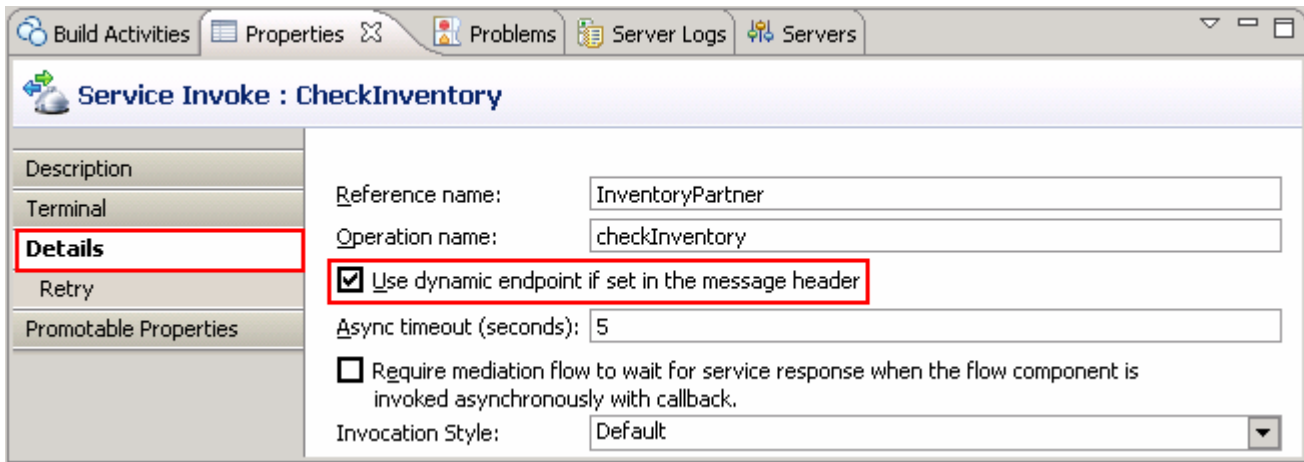 Build Activities Properties Problems Server Logs Servers
Service Invoke : CheckInventory
Description
Terminal
Details
Retry
Promotable Properties
Reference name: InventoryPartner
Operation name: checkInventory
Use dynamic endpoint if set in the message header
Async timeout (seconds): 5
Require mediation flow to wait for service response when the flow component is
invoked asynchronously with callback.
Invocation Style: Default